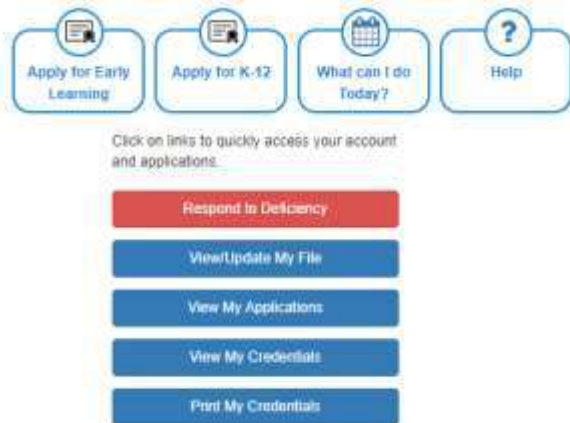 Apply for Early
Learning
Apply for K-12
What can I do
Today?
?
Help
Click on links to quickly access your account
and applications.
Respond to Deficiency
View/Update My File
View My Applications
View My Credentials
Print My Credentials